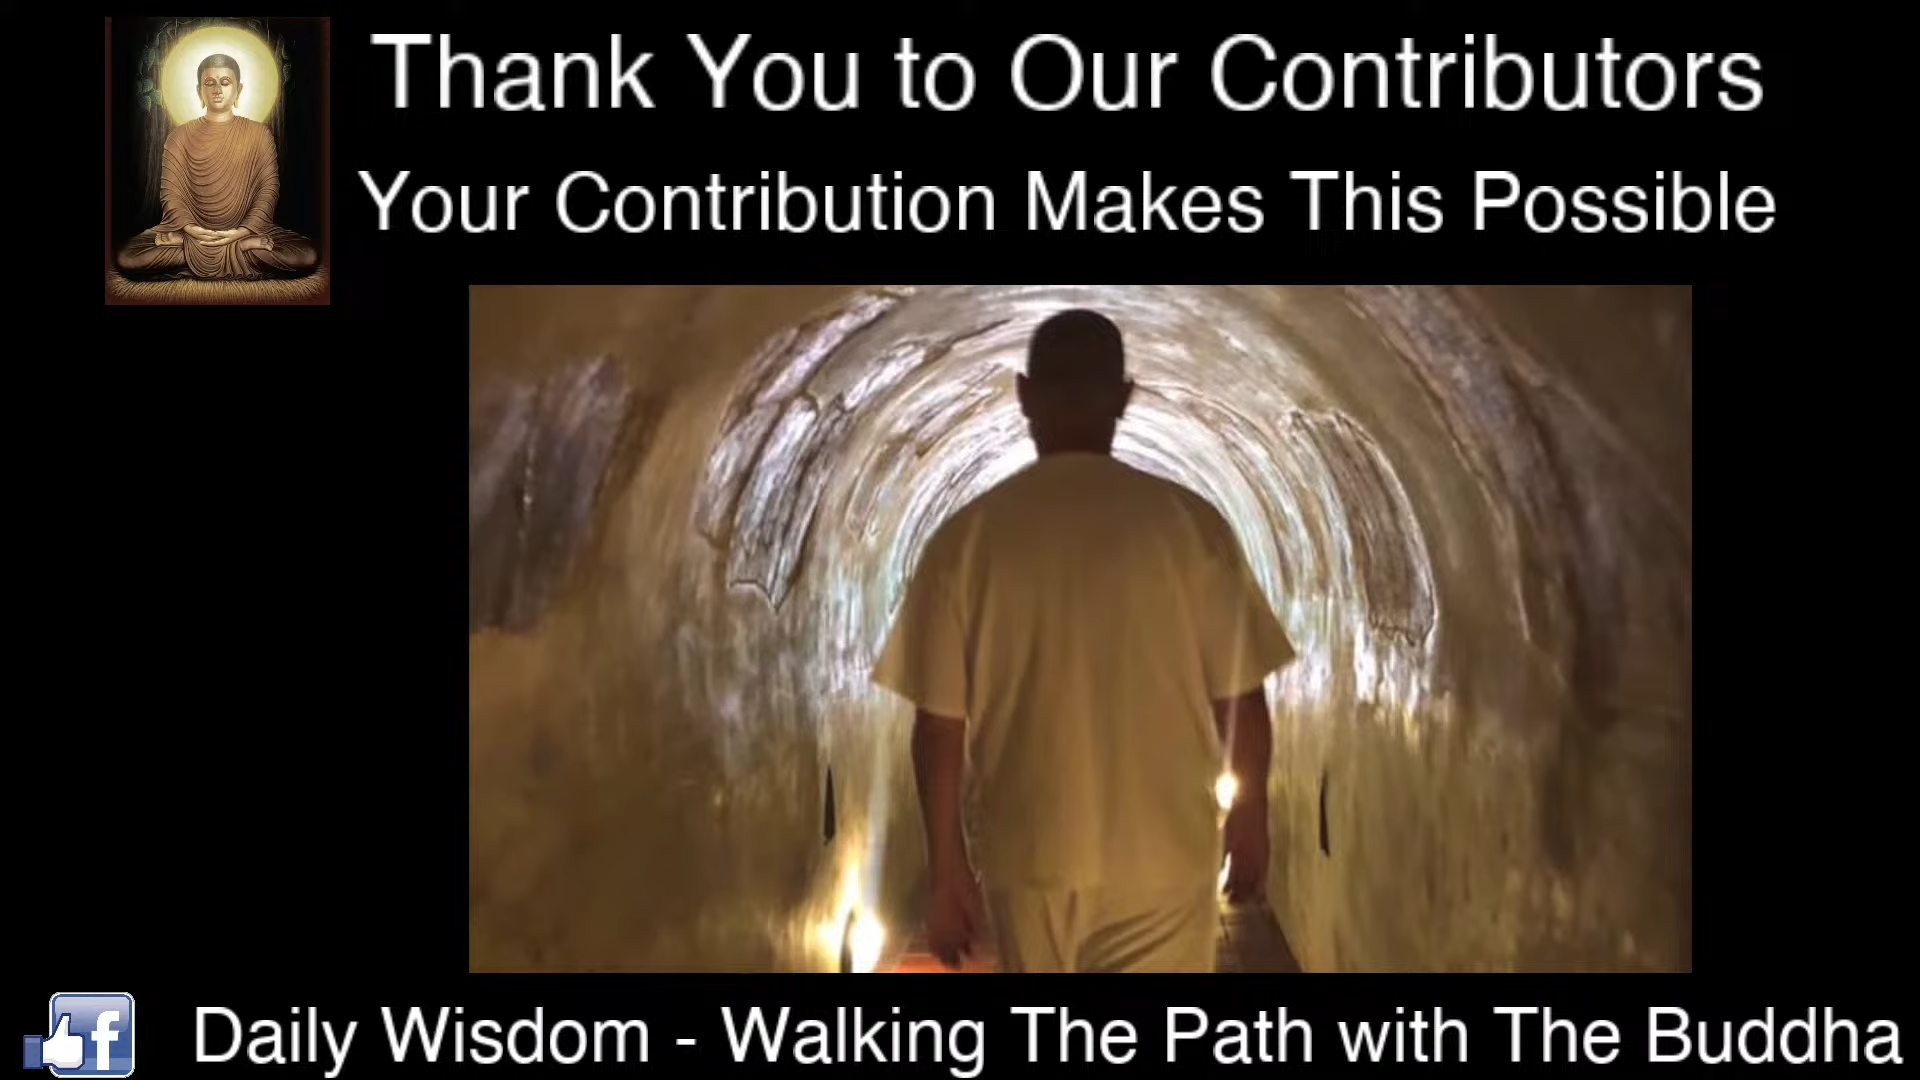 Thank You to Our Contributors
Your Contribution Makes This Possible
f Daily Wisdom - Walking The Path with The Buddha